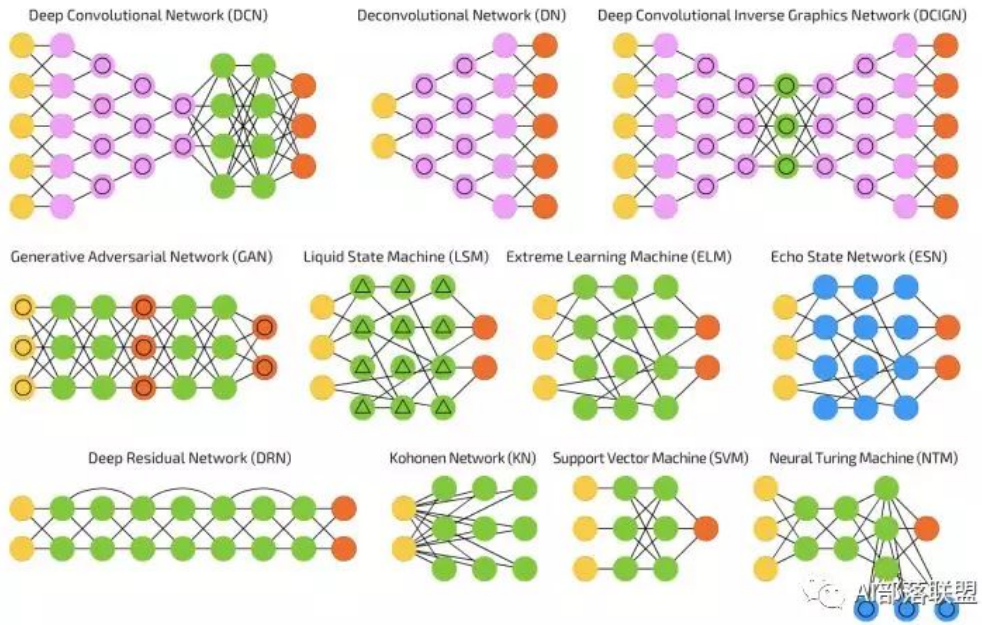 Deep Convolutional Network (DCN)
Deconvolutional Network (DN)
Deep Convolutional Inverse Graphics Network (DCIGN)
Generative Adversarial Network (GAN)
Liquid State Machine (LSM)
Extreme Learning Machine (ELM)
Echo State Network (ESN)
Deep Residual Network (DRN)
Kohonen Network (KN)
Support Vector Machine (SVM)
Neural Turing Machine (NTM)
AI部落联盟